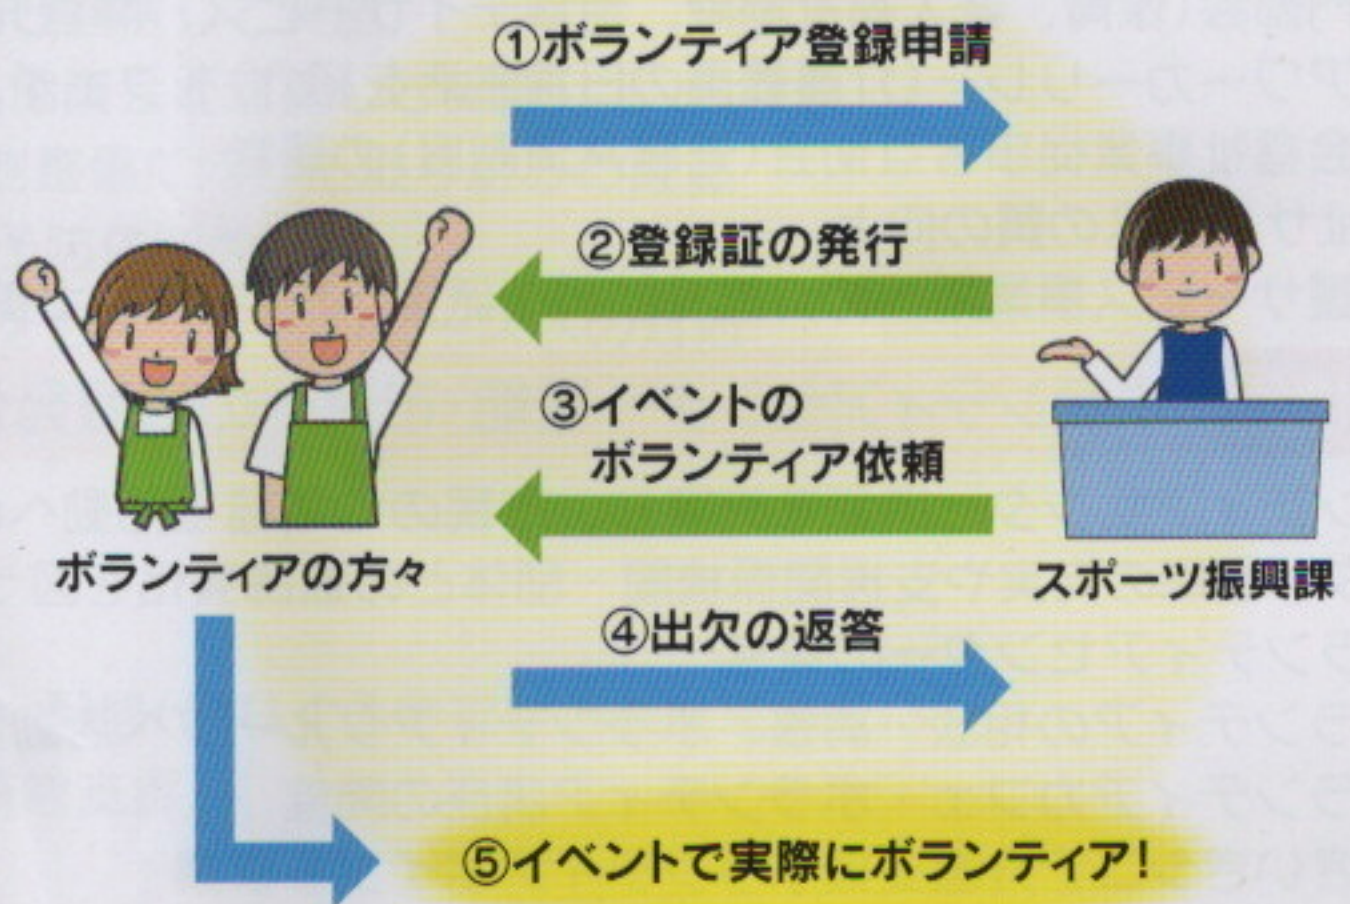 ①ボランティア登録申請
②登録証の発行
③イベントの
ボランティア依頼
ボランティアの方々
スポーツ振興課
④出欠の返答
⑤イベントで実際にボランティア!